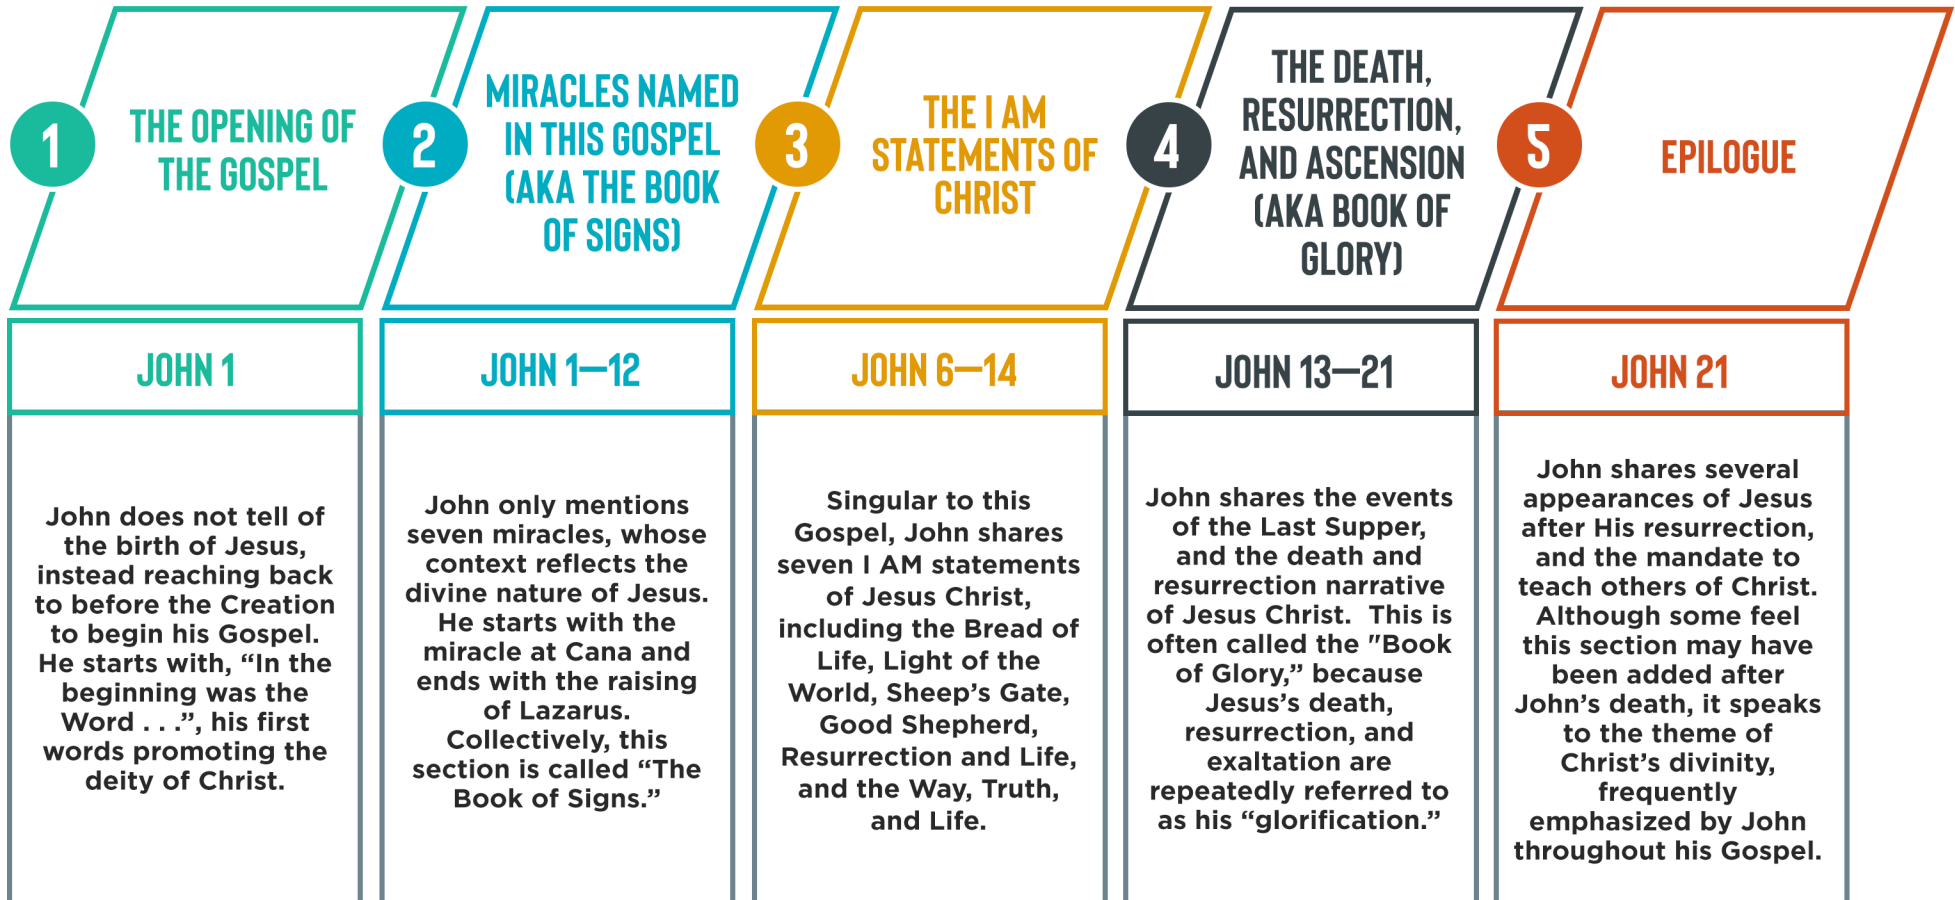 1
THE OPENING OF
THE GOSPEL
JOHN 1
John does not tell of
the birth of Jesus,
instead reaching back
to before the Creation
to begin his Gospel.
He starts with, “In the
beginning was the
Word . . .”, his first
words promoting the
deity of Christ.
2
MIRACLES NAMED
IN THIS GOSPEL
(AKA THE BOOK
OF SIGNS)
JOHN 1—12
John only mentions
seven miracles, whose
context reflects the
divine nature of Jesus.
He starts with the
miracle at Cana and
ends with the raising
of Lazarus.
Collectively, this
section is called “The
Book of Signs.”
3
THE I AM
STATEMENTS OF
CHRIST
JOHN 6—14
Singular to this
Gospel, John shares
seven I AM statements
of Jesus Christ,
including the Bread of
Life, Light of the
World, Sheep’s Gate,
Good Shepherd,
Resurrection and Life,
and the Way, Truth,
and Life.
4
THE DEATH,
RESURRECTION,
AND ASCENSION
(AKA BOOK OF
GLORY)
JOHN 13—21
John shares the events
of the Last Supper,
and the death and
resurrection narrative
of Jesus Christ.  This is
often called the "Book
of Glory,” because
Jesus’s death,
resurrection, and
exaltation are
repeatedly referred to
as his “glorification.”
5
EPILOGUE
JOHN 21
John shares several
appearances of Jesus
after His resurrection,
and the mandate to
teach others of Christ.
Although some feel
this section may have
been added after
John’s death, it speaks
to the theme of
Christ’s divinity,
frequently
emphasized by John
throughout his Gospel.